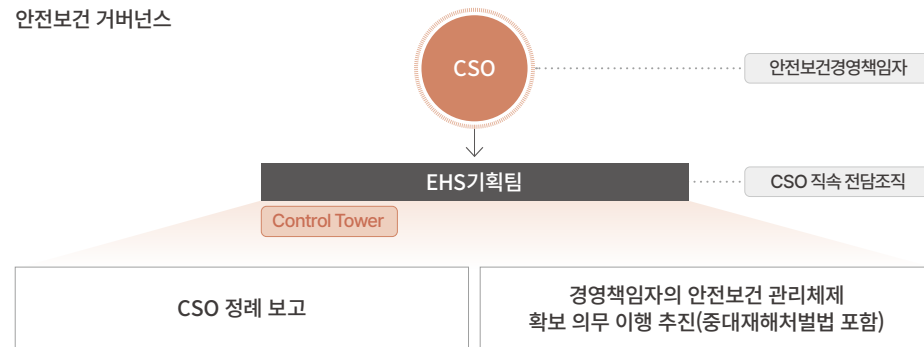 안전보건 거버넌스
CSO
안전보건경영책임자
EHS기획팀
CSO 직속 전담조직
Control Tower
CSO 정례 보고
경영책임자의 안전보건 관리체제
확보 의무 이행 추진(중대재해처벌법 포함)